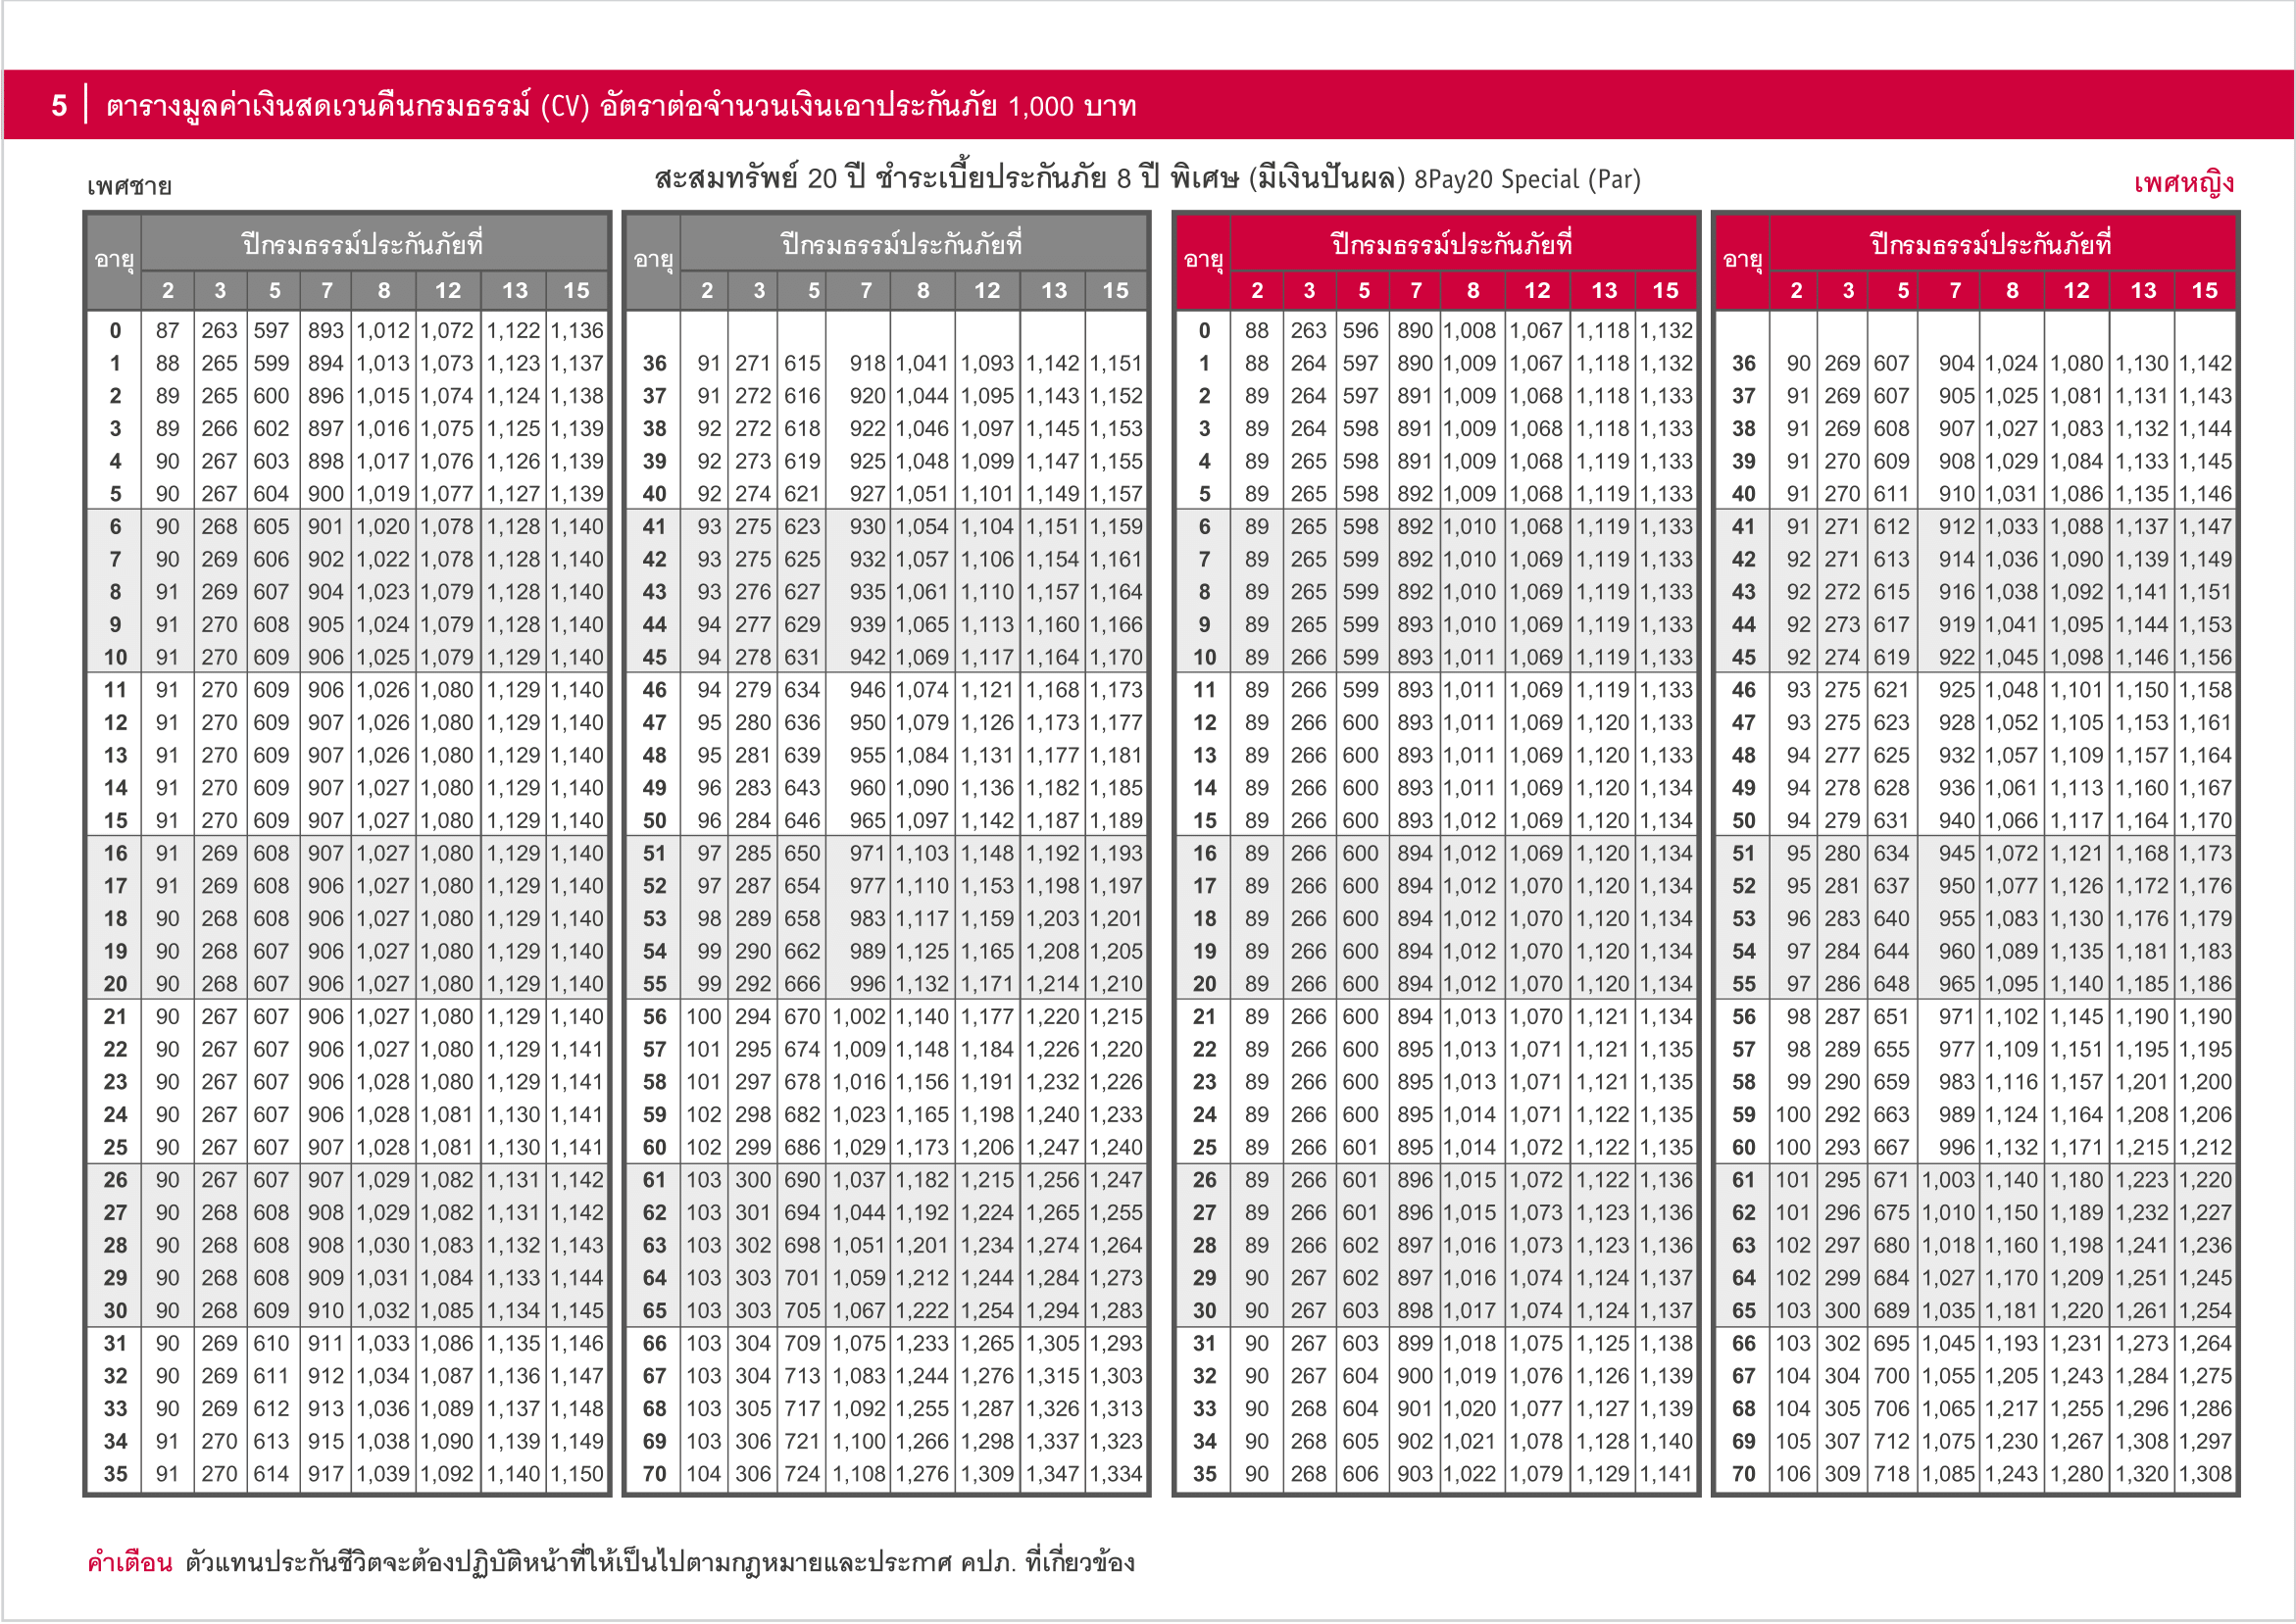 5 ตารางมูลค่าเงินสดเวนคืนกรมธรรม์ (CV) อัตราต่อจำนวนเงินเอาประกันภัย 1,000 บาท
เพศชาย สะสมทรัพย์ 20 ปี ชำระเบี้ยประกันภัย 8 ปี พิเศษ (มีเงินปันผล) 8Pay20 Special (Par) เพศหญิง
อายุ ปีกรมธรรม์ประกันภัยที่
2 3 5 7 8 12 13 15
0 87 263 597 893 1,012 1,072 1,122 1,136
1 88 265 599 894 1,013 1,073 1,123 1,137
2 89 265 600 896 1,015 1,074 1,124 1,138
3 89 266 602 897 1,016 1,075 1,125 1,139
4 90 267 603 898 1,017 1,076 1,126 1,139
5 90 267 604 900 1,019 1,077 1,127 1,139
6 90 268 605 901 1,020 1,078 1,128 1,140
7 90 269 606 902 1,022 1,078 1,128 1,140
8 91 269 607 904 1,023 1,079 1,128 1,140
9 91 270 608 905 1,024 1,079 1,128 1,140
10 91 270 609 906 1,025 1,079 1,129 1,140
11 91 270 609 906 1,026 1,080 1,129 1,140
12 91 270 609 907 1,026 1,080 1,129 1,140
13 91 270 609 907 1,026 1,080 1,129 1,140
14 91 270 609 907 1,027 1,080 1,129 1,140
15 91 270 609 907 1,027 1,080 1,129 1,140
16 91 269 608 907 1,027 1,080 1,129 1,140
17 91 269 608 906 1,027 1,080 1,129 1,140
18 90 268 608 906 1,027 1,080 1,129 1,140
19 90 268 607 906 1,027 1,080 1,129 1,140
20 90 268 607 906 1,027 1,080 1,129 1,140
21 90 267 607 906 1,027 1,080 1,129 1,140
22 90 267 607 906 1,027 1,080 1,129 1,141
23 90 267 607 906 1,028 1,080 1,129 1,141
24 90 267 607 906 1,028 1,081 1,130 1,141
25 90 267 607 907 1,028 1,081 1,130 1,141
26 90 267 607 907 1,029 1,082 1,131 1,142
27 90 268 608 908 1,029 1,082 1,131 1,142
28 90 268 608 908 1,030 1,083 1,132 1,143
29 90 268 608 909 1,031 1,084 1,133 1,144
30 90 268 609 910 1,032 1,085 1,134 1,145
31 90 269 610 911 1,033 1,086 1,135 1,146
32 90 269 611 912 1,034 1,087 1,136 1,147
33 90 269 612 913 1,036 1,089 1,137 1,148
34 91 270 613 915 1,038 1,090 1,139 1,149
35 91 270 614 917 1,039 1,092 1,140 1,150
อายุ ปีกรมธรรม์ประกันภัยที่
2 3 5 7 8 12 13 15
36 91 271 615 918 1,041 1,093 1,142 1,151
37 91 272 616 920 1,044 1,095 1,143 1,152
38 92 272 618 922 1,046 1,097 1,145 1,153
39 92 273 619 925 1,048 1,099 1,147 1,155
40 92 274 621 927 1,051 1,101 1,149 1,157
41 93 275 623 930 1,054 1,104 1,151 1,159
42 93 275 625 932 1,057 1,106 1,154 1,161
43 93 276 627 935 1,061 1,110 1,157 1,164
44 94 277 629 939 1,065 1,113 1,160 1,166
45 94 278 631 942 1,069 1,117 1,164 1,170
46 94 279 634 946 1,074 1,121 1,168 1,173
47 95 280 636 950 1,079 1,126 1,173 1,177
48 95 281 639 955 1,084 1,131 1,177 1,181
49 96 283 643 960 1,090 1,136 1,182 1,185
50 96 284 646 965 1,097 1,142 1,187 1,189
51 97 285 650 971 1,103 1,148 1,192 1,193
52 97 287 654 977 1,110 1,153 1,198 1,197
53 98 289 658 983 1,117 1,159 1,203 1,201
54 99 290 662 989 1,125 1,165 1,208 1,205
55 99 292 666 996 1,132 1,171 1,214 1,210
56 100 294 670 1,002 1,140 1,177 1,220 1,215
57 101 295 674 1,009 1,148 1,184 1,226 1,220
58 101 297 678 1,016 1,156 1,191 1,232 1,226
59 102 298 682 1,023 1,165 1,198 1,240 1,233
60 102 299 686 1,029 1,173 1,206 1,247 1,240
61 103 300 690 1,037 1,182 1,215 1,256 1,247
62 103 301 694 1,044 1,192 1,224 1,265 1,255
63 103 302 698 1,051 1,201 1,234 1,274 1,264
64 103 303 701 1,059 1,212 1,244 1,284 1,273
65 103 303 705 1,067 1,222 1,254 1,294 1,283
66 103 304 709 1,075 1,233 1,265 1,305 1,293
67 103 304 713 1,083 1,244 1,276 1,315 1,303
68 103 305 717 1,092 1,255 1,287 1,326 1,313
69 103 306 721 1,100 1,266 1,298 1,337 1,323
70 104 306 724 1,108 1,276 1,309 1,347 1,334
อายุ ปีกรมธรรม์ประกันภัยที่
2 3 5 7 8 12 13 15
0 88 263 596 890 1,008 1,067 1,118 1,132
1 88 264 597 890 1,009 1,067 1,118 1,132
2 89 264 597 891 1,009 1,068 1,118 1,133
3 89 264 598 891 1,009 1,068 1,118 1,133
4 89 265 598 891 1,009 1,068 1,119 1,133
5 89 265 598 892 1,009 1,068 1,119 1,133
6 89 265 598 892 1,010 1,068 1,119 1,133
7 89 265 599 892 1,010 1,069 1,119 1,133
8 89 265 599 892 1,010 1,069 1,119 1,133
9 89 265 599 893 1,010 1,069 1,119 1,133
10 89 266 599 893 1,011 1,069 1,119 1,133
11 89 266 599 893 1,011 1,069 1,119 1,133
12 89 266 600 893 1,011 1,069 1,120 1,133
13 89 266 600 893 1,011 1,069 1,120 1,133
14 89 266 600 893 1,011 1,069 1,120 1,134
15 89 266 600 893 1,012 1,069 1,120 1,134
16 89 266 600 894 1,012 1,069 1,120 1,134
17 89 266 600 894 1,012 1,070 1,120 1,134
18 89 266 600 894 1,012 1,070 1,120 1,134
19 89 266 600 894 1,012 1,070 1,120 1,134
20 89 266 600 894 1,012 1,070 1,120 1,134
21 89 266 600 894 1,013 1,070 1,121 1,134
22 89 266 600 895 1,013 1,071 1,121 1,135
23 89 266 600 895 1,013 1,071 1,121 1,135
24 89 266 600 895 1,014 1,071 1,122 1,135
25 89 266 601 895 1,014 1,072 1,122 1,135
26 89 266 601 896 1,015 1,072 1,122 1,136
27 89 266 601 896 1,015 1,073 1,123 1,136
28 89 266 602 897 1,016 1,073 1,123 1,136
29 90 267 602 897 1,016 1,074 1,124 1,137
30 90 267 603 898 1,017 1,074 1,124 1,137
31 90 267 603 899 1,018 1,075 1,125 1,138
32 90 267 604 900 1,019 1,076 1,126 1,139
33 90 268 604 901 1,020 1,077 1,127 1,139
34 90 268 605 902 1,021 1,078 1,128 1,140
35 90 268 606 903 1,022 1,079 1,129 1,141
อายุ ปีกรมธรรม์ประกันภัยที่
2 3 5 7 8 12 13 15
36 90 269 607 904 1,024 1,080 1,130 1,142
37 91 269 607 905 1,025 1,081 1,131 1,143
38 91 269 608 907 1,027 1,083 1,132 1,144
39 91 270 609 908 1,029 1,084 1,133 1,145
40 91 270 611 910 1,031 1,086 1,135 1,146
41 91 271 612 912 1,033 1,088 1,137 1,147
42 92 271 613 914 1,036 1,090 1,139 1,149
43 92 272 615 916 1,038 1,092 1,141 1,151
44 92 273 617 919 1,041 1,095 1,144 1,153
45 92 274 619 922 1,045 1,098 1,146 1,156
46 93 275 621 925 1,048 1,101 1,150 1,158
47 93 275 623 928 1,052 1,105 1,153 1,161
48 94 277 625 932 1,057 1,109 1,157 1,164
49 94 278 628 936 1,061 1,113 1,160 1,167
50 94 279 631 940 1,066 1,117 1,164 1,170
51 95 280 634 945 1,072 1,121 1,168 1,173
52 95 281 637 950 1,077 1,126 1,172 1,176
53 96 283 640 955 1,083 1,130 1,176 1,179
54 97 284 644 960 1,089 1,135 1,181 1,183
55 97 286 648 965 1,095 1,140 1,185 1,186
56 98 287 651 971 1,102 1,145 1,190 1,190
57 98 289 655 977 1,109 1,151 1,195 1,195
58 99 290 659 983 1,116 1,157 1,201 1,200
59 100 292 663 989 1,124 1,164 1,208 1,206
60 100 293 667 996 1,132 1,171 1,215 1,212
61 101 295 671 1,003 1,140 1,180 1,223 1,220
62 101 296 675 1,010 1,150 1,189 1,232 1,227
63 102 297 680 1,018 1,160 1,198 1,241 1,236
64 102 299 684 1,027 1,170 1,209 1,251 1,245
65 103 300 689 1,035 1,181 1,220 1,261 1,254
66 103 302 695 1,045 1,193 1,231 1,273 1,264
67 104 304 700 1,055 1,205 1,243 1,284 1,275
68 104 305 706 1,065 1,217 1,255 1,296 1,286
69 105 307 712 1,075 1,230 1,267 1,308 1,297
70 106 309 718 1,085 1,243 1,280 1,320 1,308
คำเตือน ตัวแทนประกันชีวิตจะต้องปฏิบัติหน้าที่ให้เป็นไปตามกฎหมายและประกาศ คปภ. ที่เกี่ยวข้อง